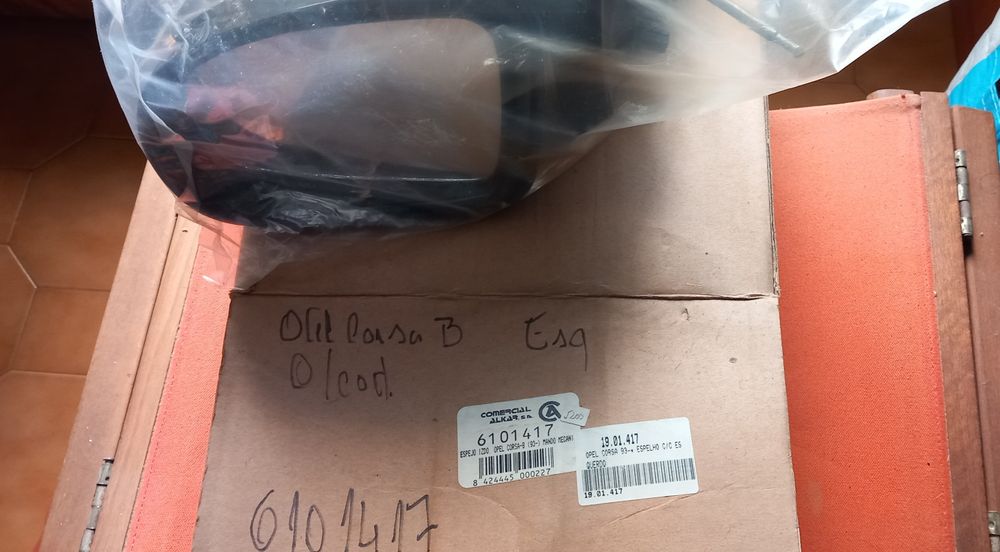 Opel Corsa B Esq
C/cod.
COMERCIAL
ALKAR, S.A.
CA
6101417
ESPEJO IZDO OPEL CORSA-B (93-) MANDO MECANI
8 424445 000227
19.01.417
OPEL CORSA 93-> ESPELHO C/C ES
QUERDO
19.01.417
6101417